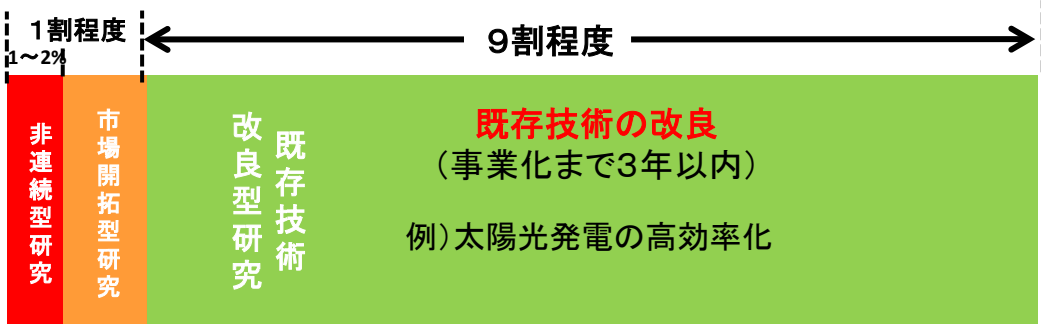 1割程度
9割程度
1～2%
非連続型研究
市場開拓型研究
既存技術
改良型研究
既存技術の改良
（事業化まで3年以内）
例）太陽光発電の高効率化